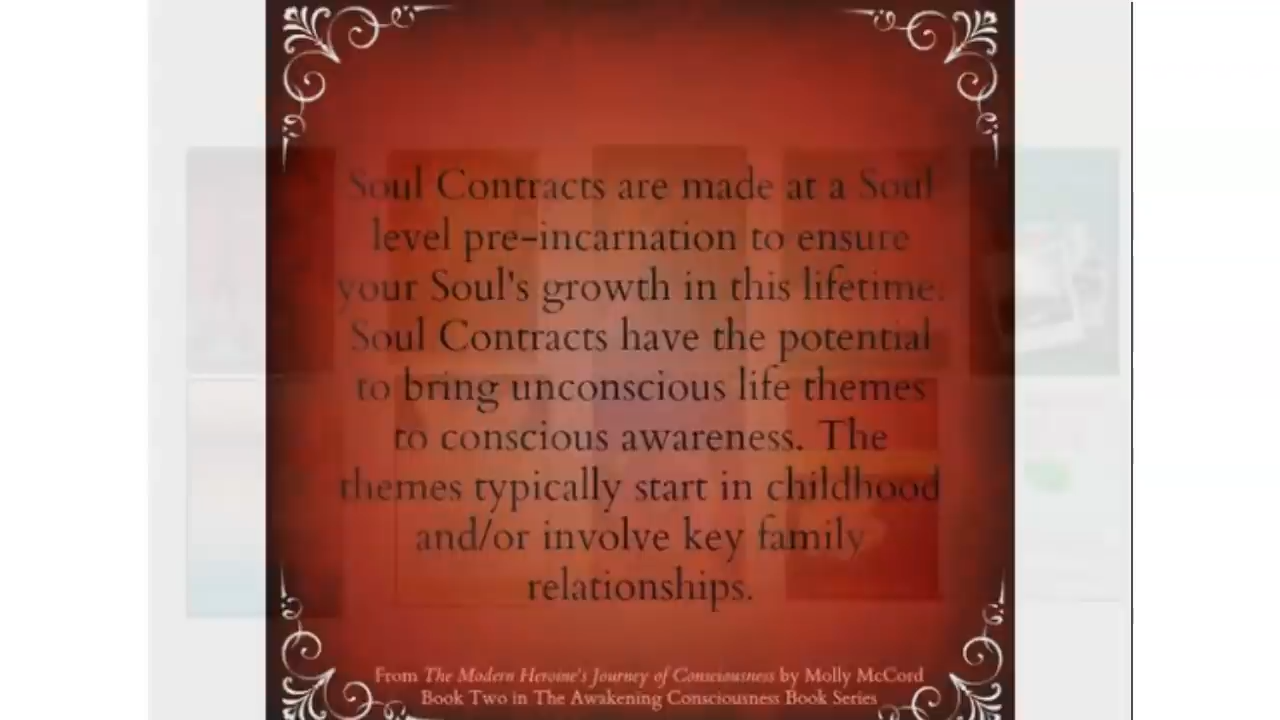 Soul Contracts are made at a Soul
level pre-incarnation to ensure
your Soul's growth in this lifetime.
Soul Contracts have the potential
to bring unconscious life themes
to conscious awareness. The
themes typically start in childhood
and/or involve key family
relationships.
From The Modern Heroine's Journey of Consciousness by Molly McCord
Book Two in The Awakening Consciousness Book Series